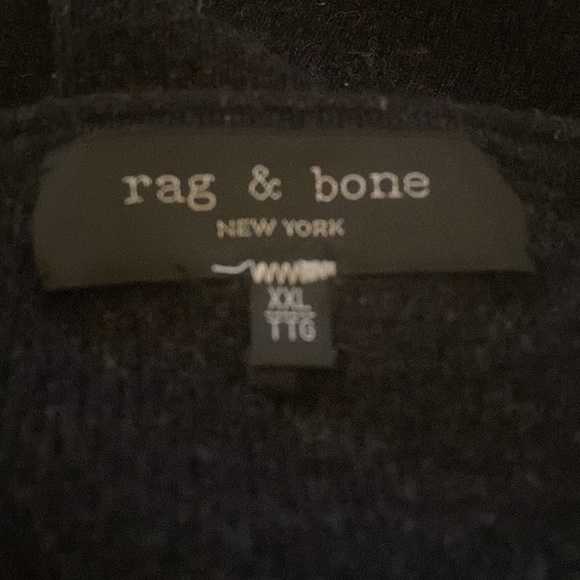 rag & bone
NEW YORK
XXL
TTG